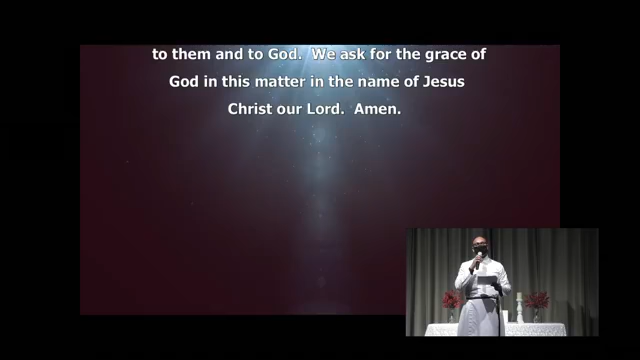 to them and to God.  We ask for the grace of
God in this matter in the name of Jesus
Christ our Lord.  Amen.